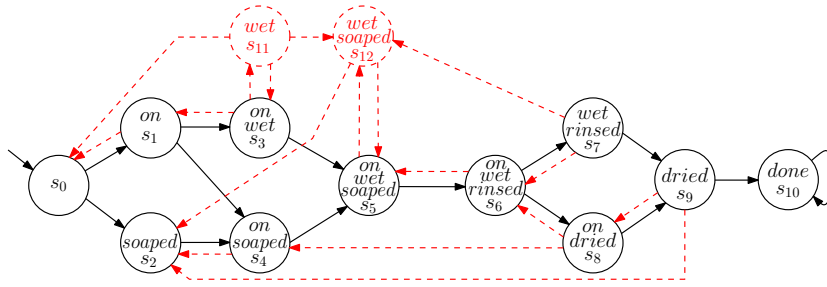 wet
s₁₁
wet
soaped
s₁₂
on
s₁
on
wet
s₃
wet
rinsed
s₇
s₀
on
wet
soaped
s₅
on
wet
rinsed
s₆
dried
s₉
done
s₁₀
soaped
s₂
on
soaped
s₄
on
dried
s₈